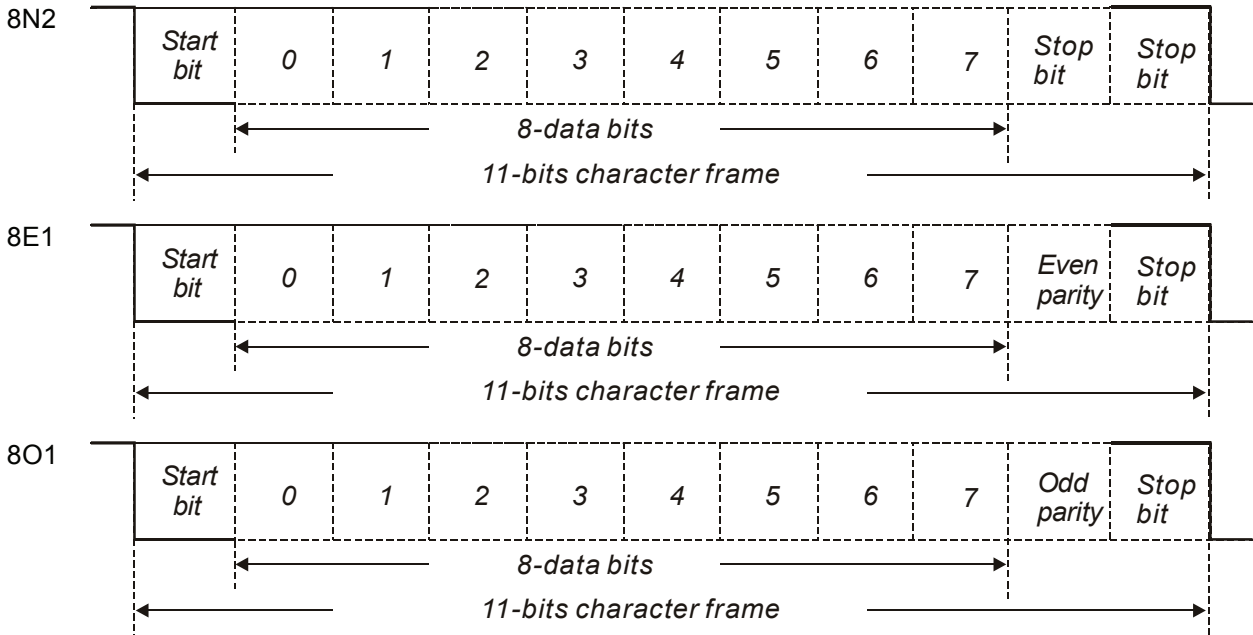 8N2
Start bit 0 1 2 3 4 5 6 7 Stop bit Stop bit
8-data bits
11-bits character frame
8E1
Start bit 0 1 2 3 4 5 6 7 Even parity Stop bit
8-data bits
11-bits character frame
8O1
Start bit 0 1 2 3 4 5 6 7 Odd parity Stop bit
8-data bits
11-bits character frame